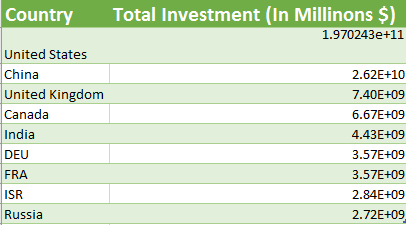 Country Total Investment (In Millinons $)
1.970243e+11
United States
China 2.62E+10
United Kingdom 7.40E+09
Canada 6.67E+09
India 4.43E+09
DEU 3.57E+09
FRA 3.57E+09
ISR 2.84E+09
Russia 2.72E+09